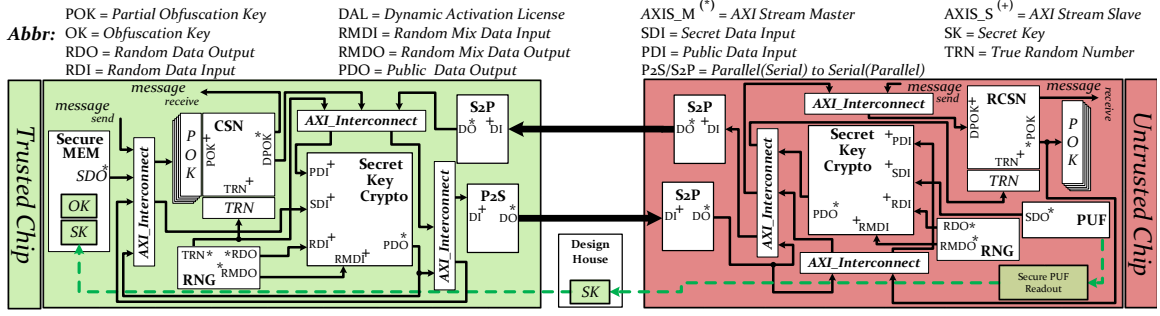 POK = Partial Obfuscation Key
DAL = Dynamic Activation License
AXIS_M (*) = AXI Stream Master
AXIS_S (+) = AXI Stream Slave
Abbr:
OK = Obfuscation Key
RMDI = Random Mix Data Input
SDI = Secret Data Input
SK = Secret Key
RDO = Random Data Output
RMDO = Random Mix Data Output
PDI = Public Data Input
TRN = True Random Number
RDI = Random Data Input
PDO = Public Data Output
P2S/S2P = Parallel(Serial) to Serial(Parallel)
Trusted Chip
message send
message receive
Secure
MEM
SDO*
OK
SK
AXI_Interconnect
POK
CSN
POK+
DPOK*
TRN+
TRN
TRN*
*RDO
*RMDO
RNG
AXI_Interconnect
Secret
Key
Crypto
PDI+
SDI+
RDI+
PDO*
RMDI+
AXI_Interconnect
S2P
DO*
+DI
P2S
DI+
DO*
Design
House
SK
S2P
DO*
+DI
S2P
DI+
DO*
AXI_Interconnect
AXI_Interconnect
message send
Secret
Key
Crypto
+PDI
+SDI
+RDI
PDO*
+RMDI
AXI_Interconnect
RCSN
DPOK+
*POK
TRN+
TRN
POK
message receive
RDO*
RMDO*
RNG
SDO*
PUF
Secure PUF
Readout
Untrusted Chip